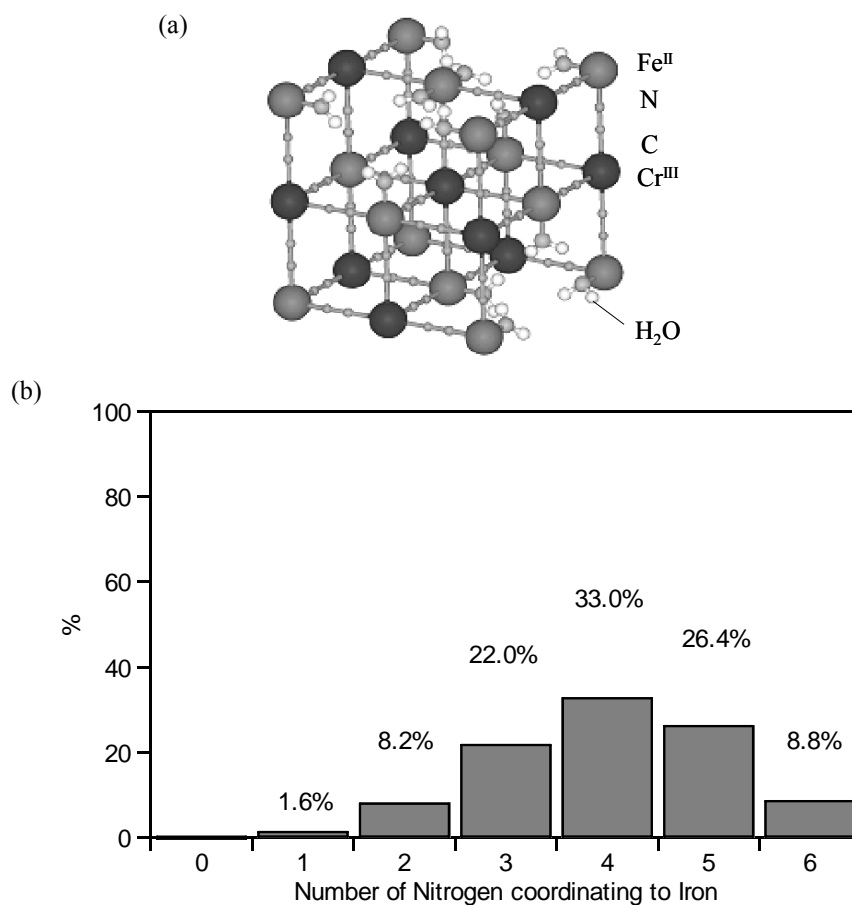 (a)
Fe^II
N
C
Cr^III
H₂O
(b)
100
80
60
40
20
0
%
1.6%
8.2%
22.0%
33.0%
26.4%
8.8%
0 1 2 3 4 5 6
Number of Nitrogen coordinating to Iron